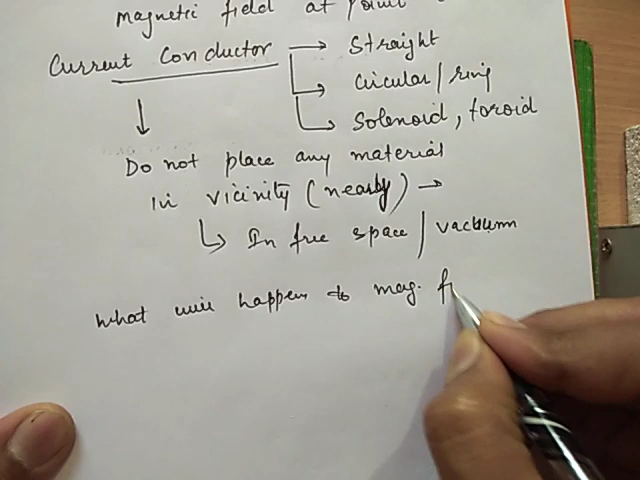 magnetic field at point
Current Conductor → Straight
→ Circular / ring
→ Solenoid, toroid
Do not place any material
in vicinity (nearby) →
In free space / vacuum
What will happen to mag. f